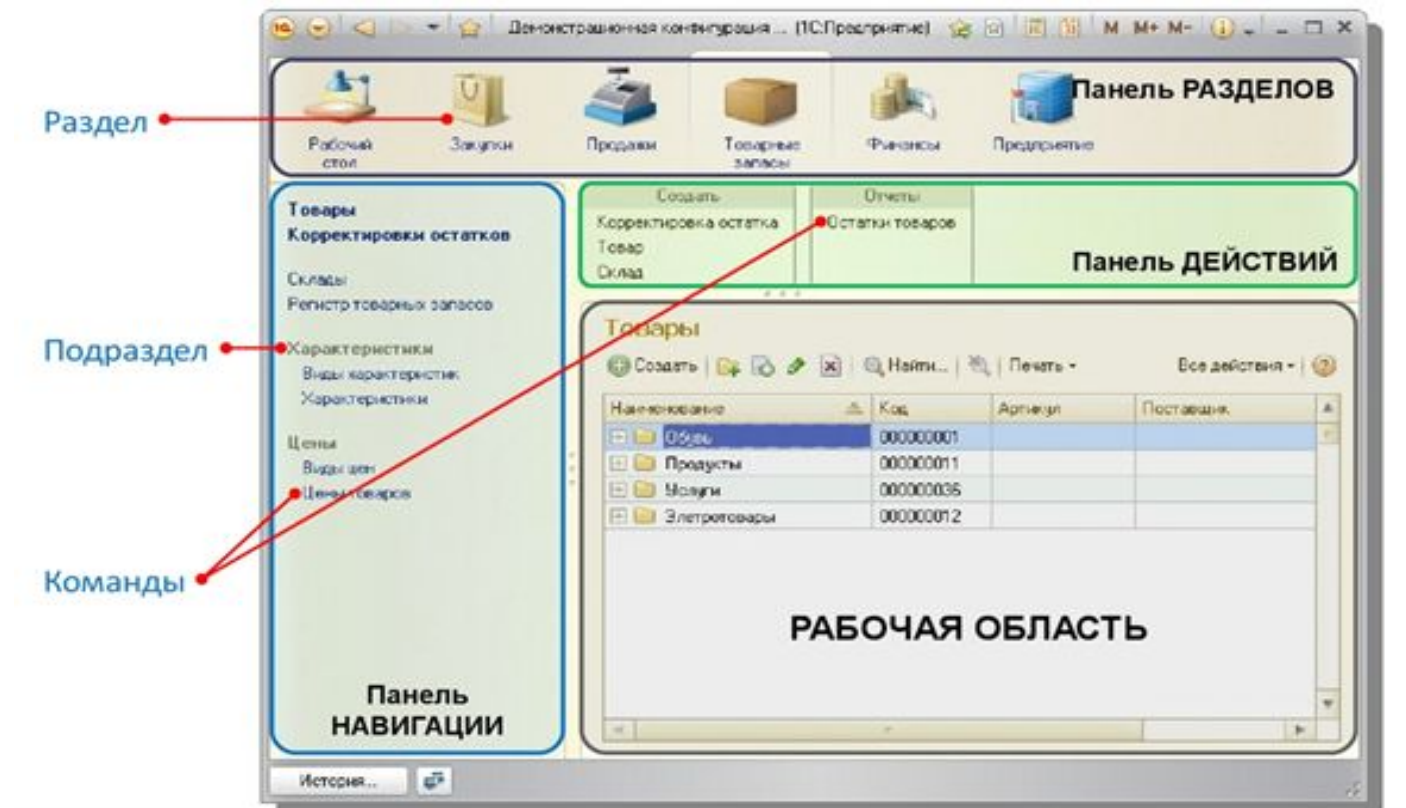 Демонстрационная конфигурация ... (1С:Предприятие) M M+ M-
Панель РАЗДЕЛОВ
Раздел
Рабочий
стол
Закупки
Продажи
Товарные
запасы
Финансы
Предприятие
Товары
Корректировки остатков
Склады
Регистр товарных запасов
Подраздел
Характеристики
Виды характеристик
Характеристики
Цены
Виды цен
Цены товаров
Команды
Панель
НАВИГАЦИИ
Создать
Корректировка остатка
Товар
Склад
Отчеты
Остатки товаров
Панель ДЕЙСТВИЙ
Товары
Создать Найти... Печать Все действия
Наименование Код Артикул Поставщик
Обувь 000000001
Продукты 000000011
Услуги 000000036
Элетротовары 000000012
РАБОЧАЯ ОБЛАСТЬ
История...